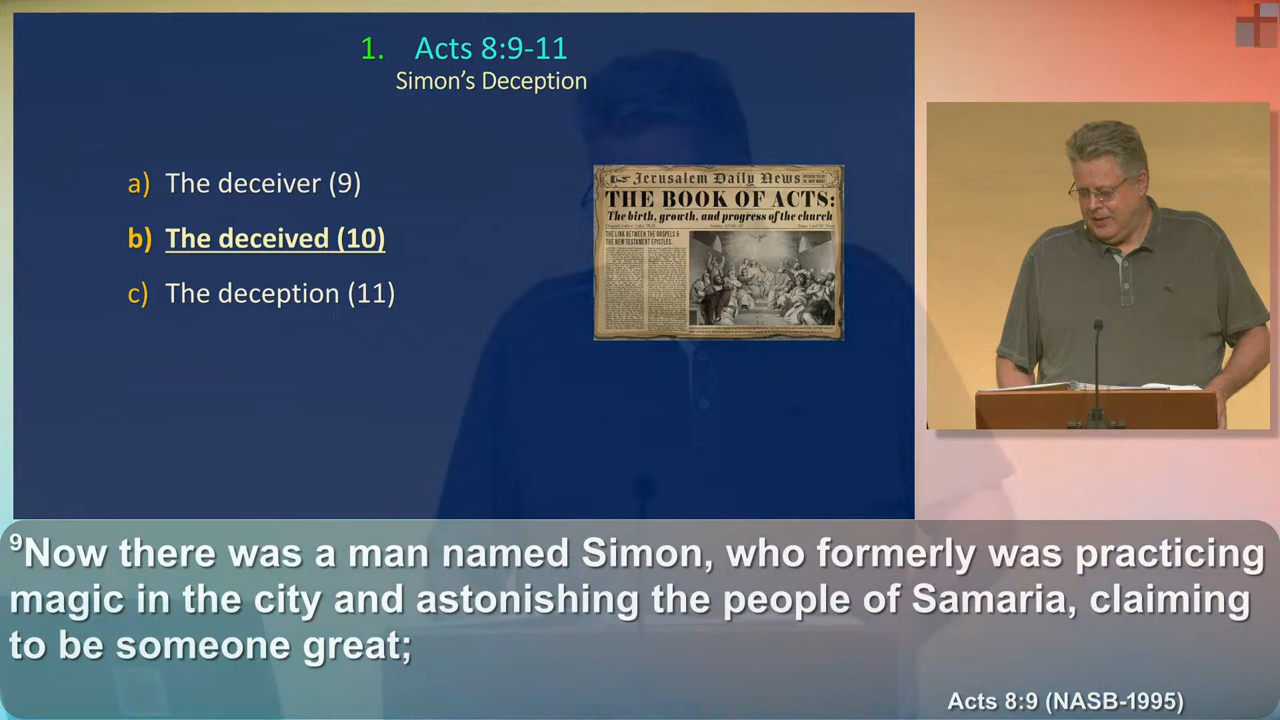 1. Acts 8:9-11
Simon's Deception
a) The deceiver (9)
b) The deceived (10)
c) The deception (11)
Jerusalem Daily News
THE BOOK OF ACTS:
The birth, growth, and progress of the church
THE LINK BETWEEN THE GOSPELS &
THE NEW TESTAMENT EPISTLES.
⁹Now there was a man named Simon, who formerly was practicing
magic in the city and astonishing the people of Samaria, claiming
to be someone great;
Acts 8:9 (NASB-1995)